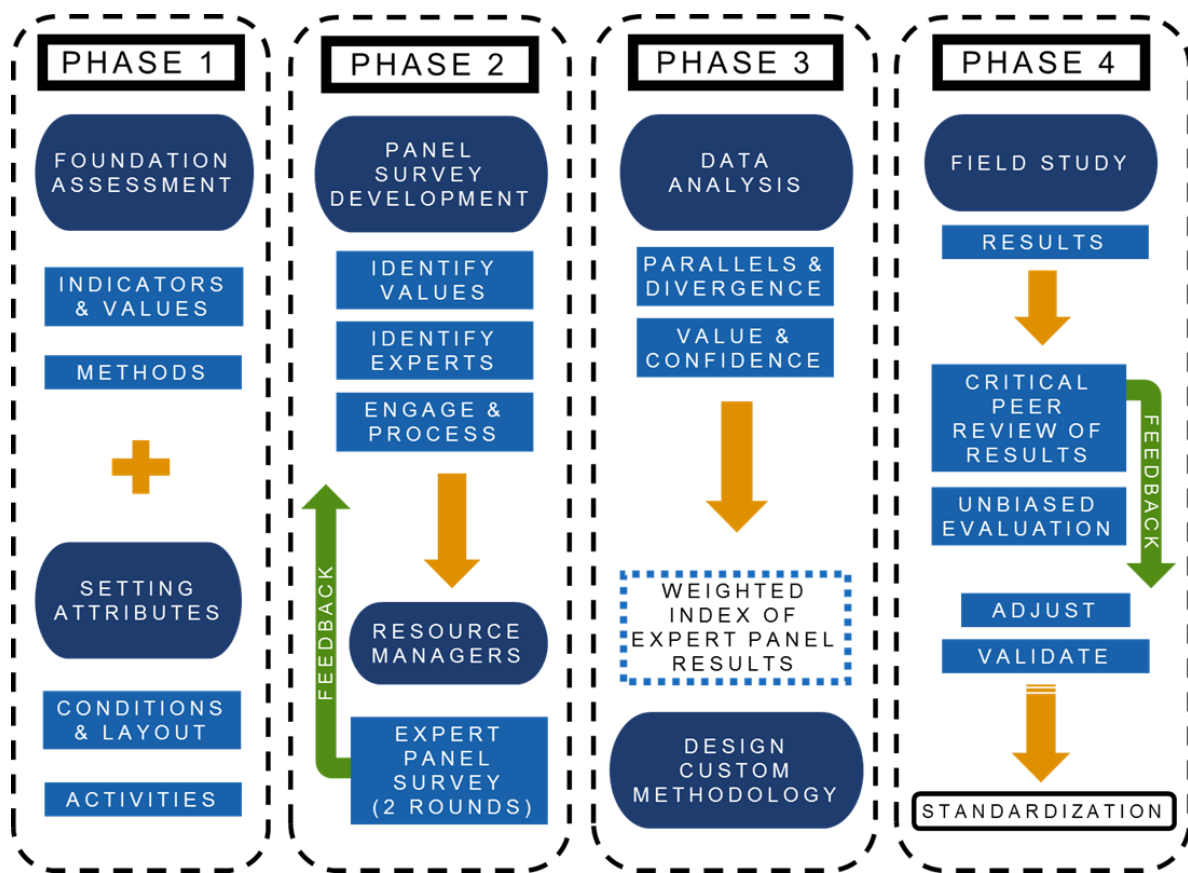 PHASE 1
FOUNDATION
ASSESSMENT
INDICATORS
& VALUES
METHODS
SETTING
ATTRIBUTES
CONDITIONS
& LAYOUT
ACTIVITIES
PHASE 2
PANEL
SURVEY
DEVELOPMENT
IDENTIFY
VALUES
IDENTIFY
EXPERTS
ENGAGE &
PROCESS
FEEDBACK
RESOURCE
MANAGERS
EXPERT
PANEL
SURVEY
(2 ROUNDS)
PHASE 3
DATA
ANALYSIS
PARALLELS &
DIVERGENCE
VALUE &
CONFIDENCE
WEIGHTED
INDEX OF
EXPERT PANEL
RESULTS
DESIGN
CUSTOM
METHODOLOGY
PHASE 4
FIELD STUDY
RESULTS
CRITICAL
PEER
REVIEW OF
RESULTS
UNBIASED
EVALUATION
FEEDBACK
ADJUST
VALIDATE
STANDARDIZATION